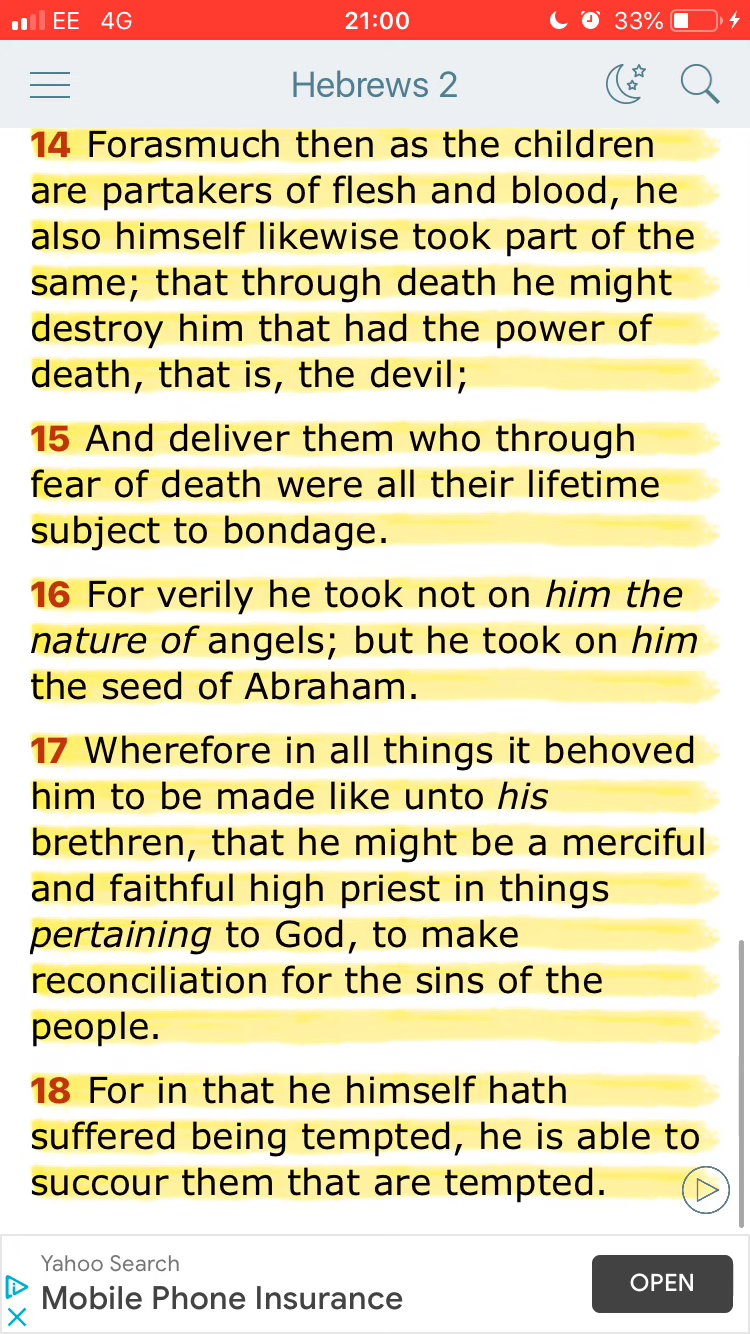 EE 4G 21:00 33%
Hebrews 2
14 Forasmuch then as the children
are partakers of flesh and blood, he
also himself likewise took part of the
same; that through death he might
destroy him that had the power of
death, that is, the devil;
15 And deliver them who through
fear of death were all their lifetime
subject to bondage.
16 For verily he took not on him the
nature of angels; but he took on him
the seed of Abraham.
17 Wherefore in all things it behoved
him to be made like unto his
brethren, that he might be a merciful
and faithful high priest in things
pertaining to God, to make
reconciliation for the sins of the
people.
18 For in that he himself hath
suffered being tempted, he is able to
succour them that are tempted.
Yahoo Search
Mobile Phone Insurance
OPEN